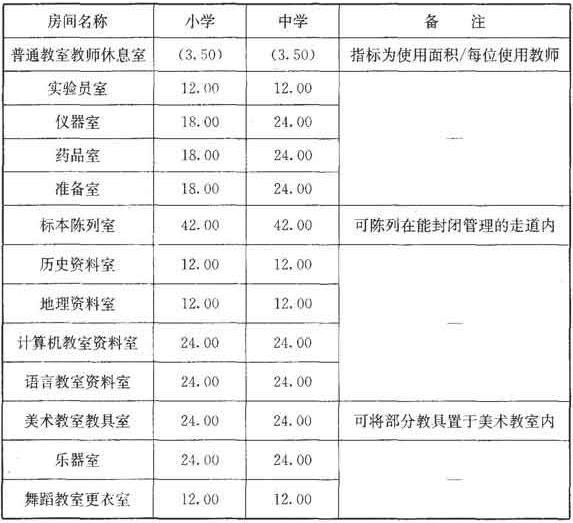 房间名称 小学 中学 备 注
普通教室教师休息室 (3.50) (3.50) 指标为使用面积/每位使用教师
实验员室 12.00 12.00
仪器室 18.00 24.00
药品室 18.00 24.00
准备室 18.00 24.00
—
标本陈列室 42.00 42.00 可陈列在能封闭管理的走道内
历史资料室 12.00 12.00
地理资料室 12.00 12.00
计算机教室资料室 24.00 24.00
语言教室资料室 24.00 24.00
—
美术教室教具室 24.00 24.00 可将部分教具置于美术教室内
乐器室 24.00 24.00
舞蹈教室更衣室 12.00 12.00
—